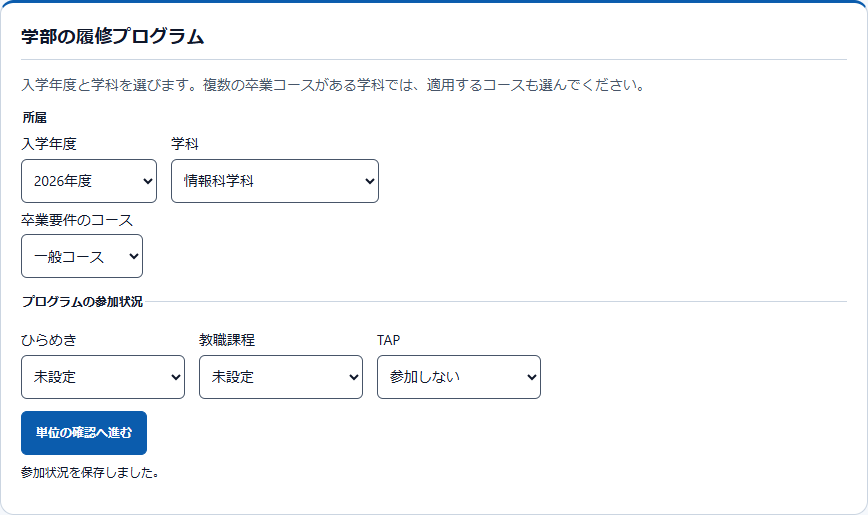 学部の履修プログラム
入学年度と学科を選びます。複数の卒業コースがある学科では、適用するコースも選んでください。
所属
入学年度 学科
2026年度 情報科学科
卒業要件のコース
一般コース
プログラムの参加状況
ひらめき 教職課程 TAP
未設定 未設定 参加しない
単位の確認へ進む
参加状況を保存しました。